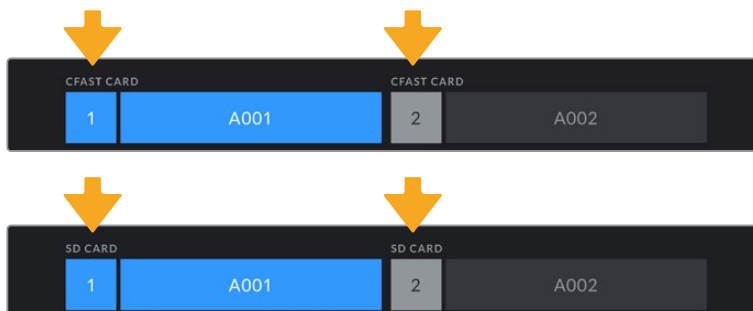 CFAST CARD CFAST CARD
1 A001 2 A002
SD CARD SD CARD
1 A001 2 A002